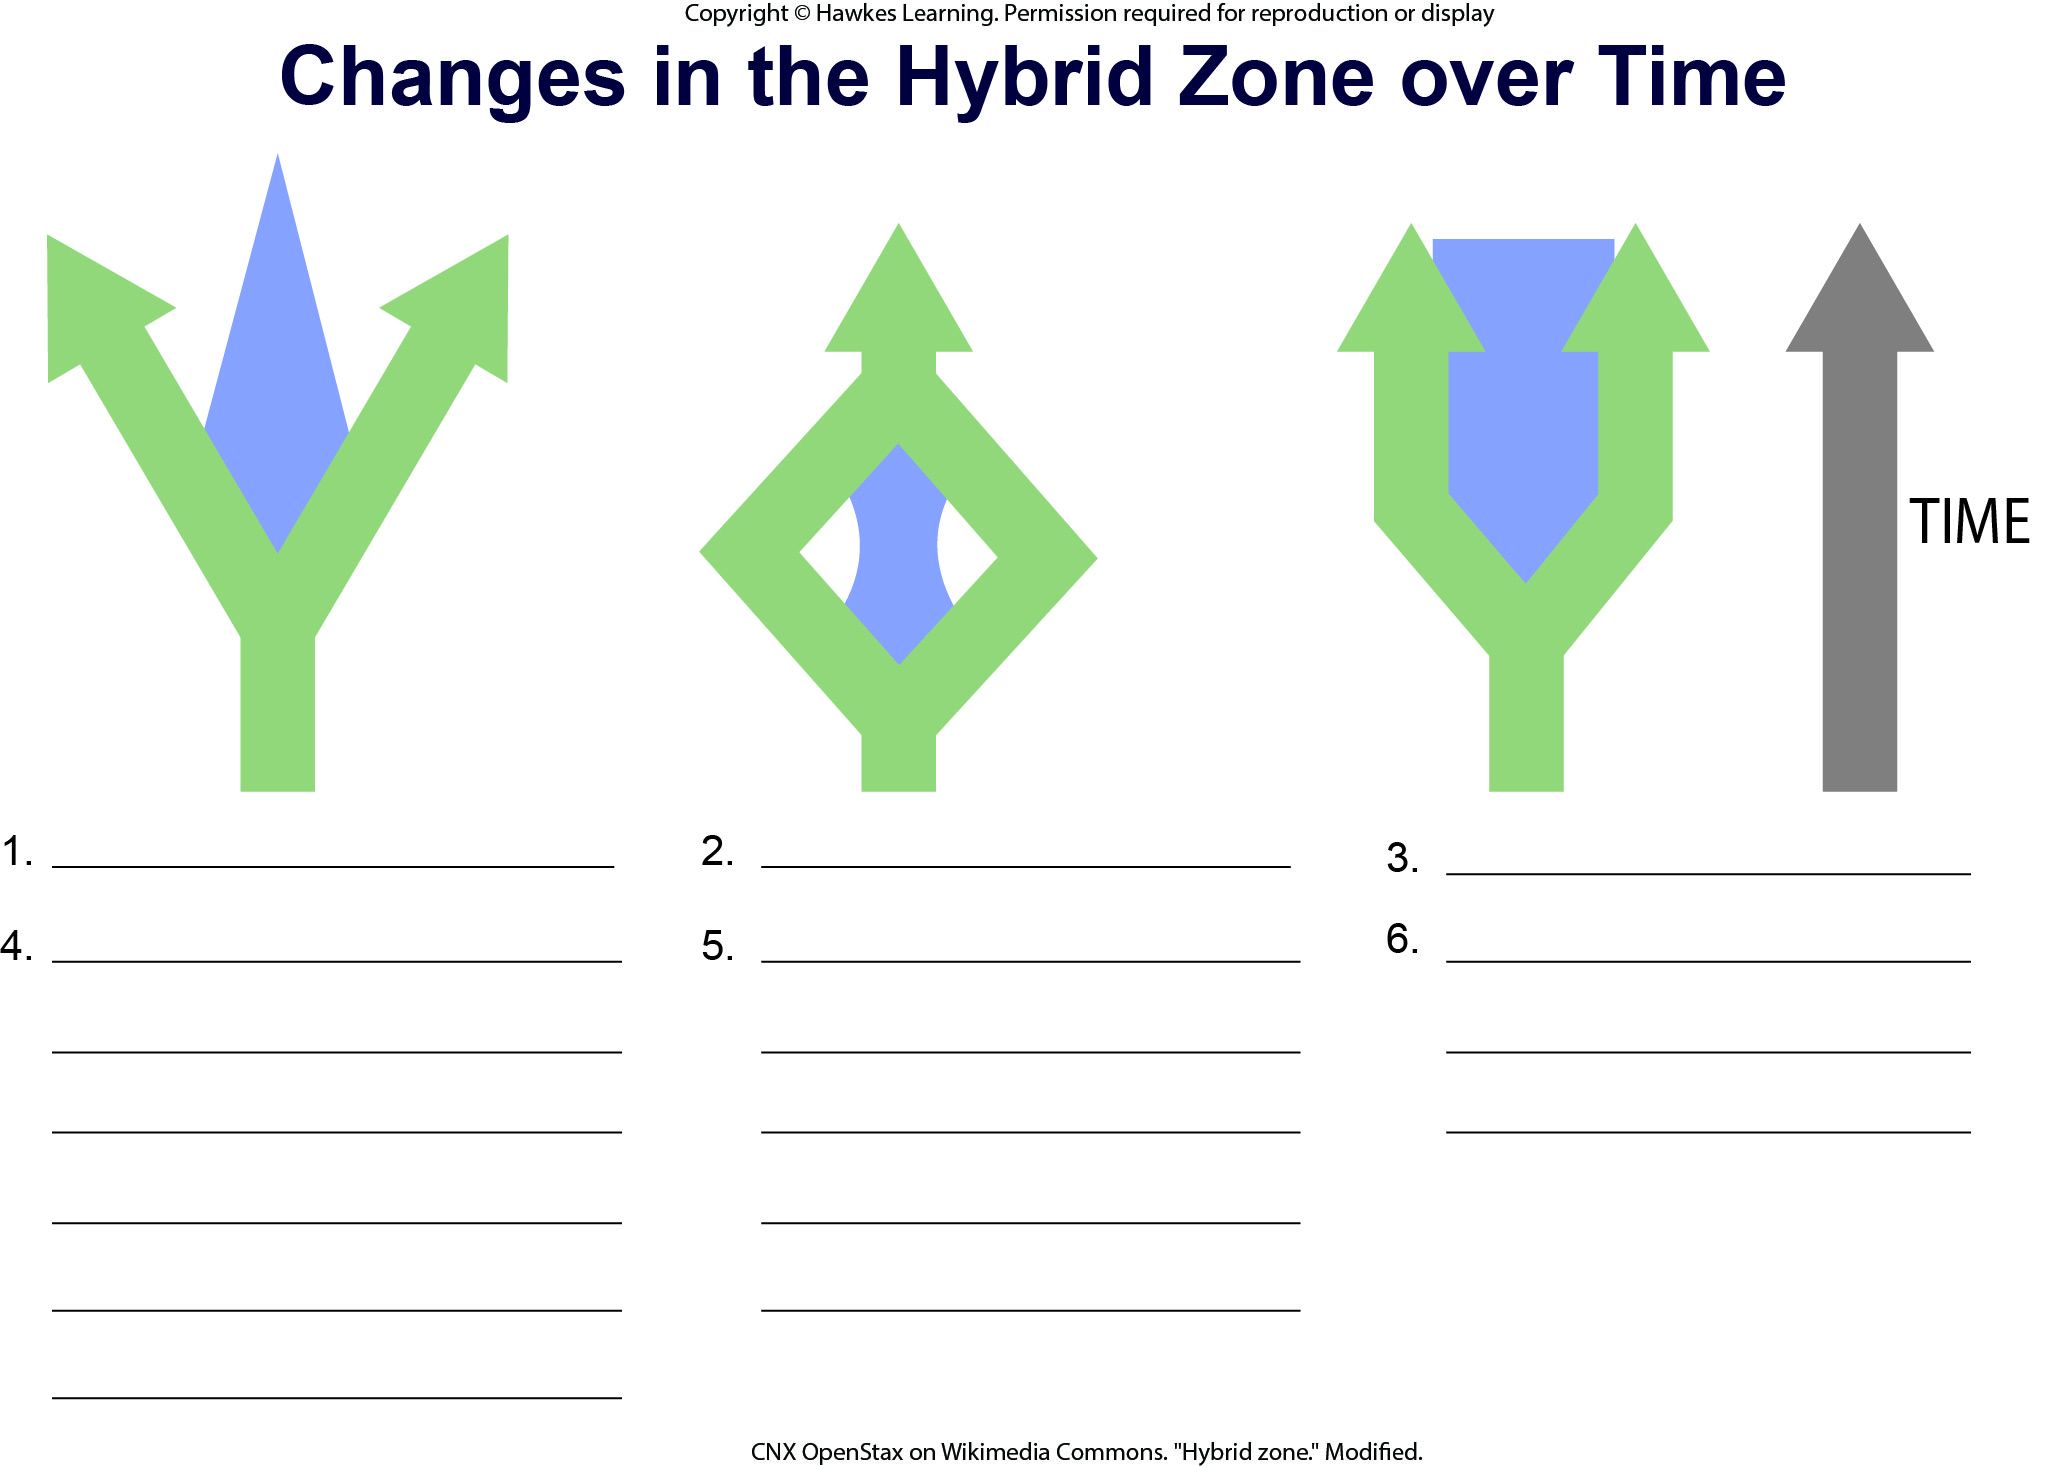 Copyright © Hawkes Learning. Permission required for reproduction or display
Changes in the Hybrid Zone over Time
TIME
1.
2.
3.
4.
5.
6.
CNX OpenStax on Wikimedia Commons. "Hybrid zone." Modified.